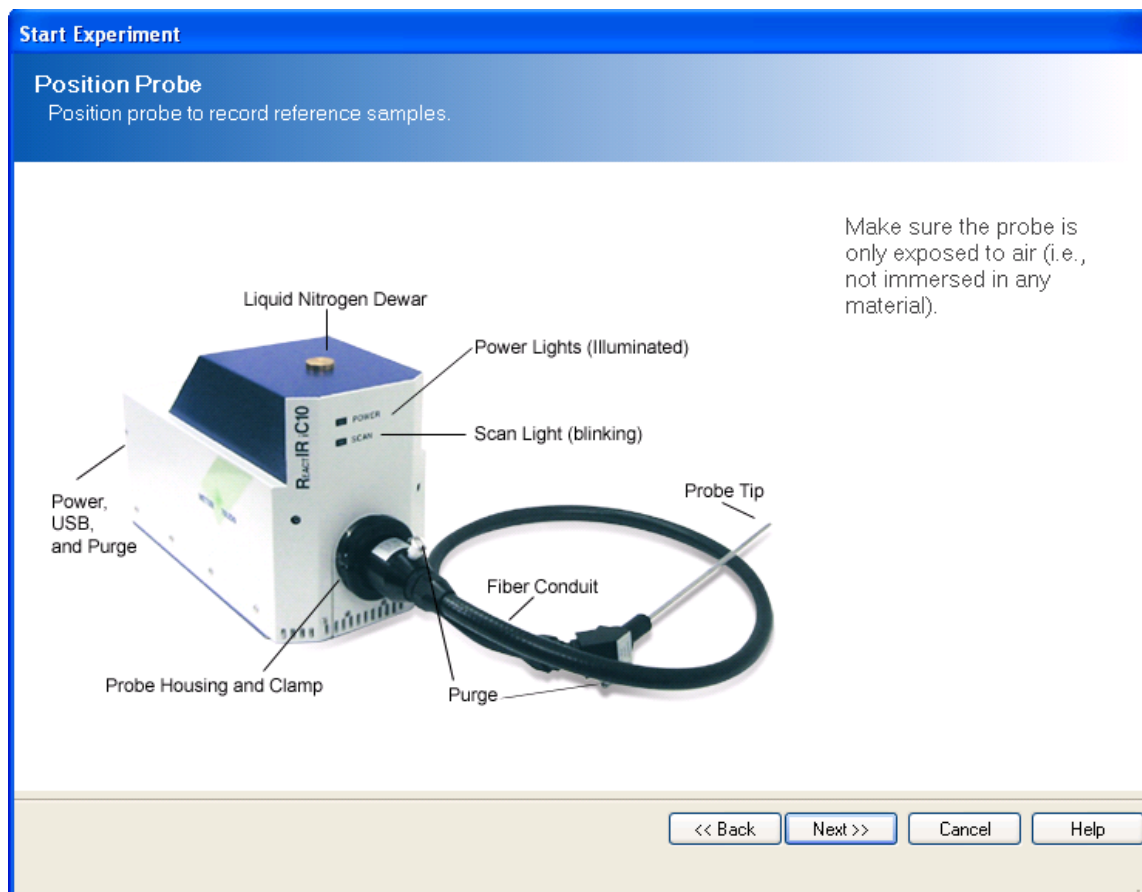 Start Experiment
Position Probe
Position probe to record reference samples.
Make sure the probe is
only exposed to air (i.e.,
not immersed in any
material).
Liquid Nitrogen Dewar
Power Lights (Illuminated)
POWER
SCAN
Scan Light (blinking)
REACTIR iC10
Probe Tip
Power,
USB,
and Purge
Fiber Conduit
Probe Housing and Clamp
Purge
<< Back
Next >>
Cancel
Help